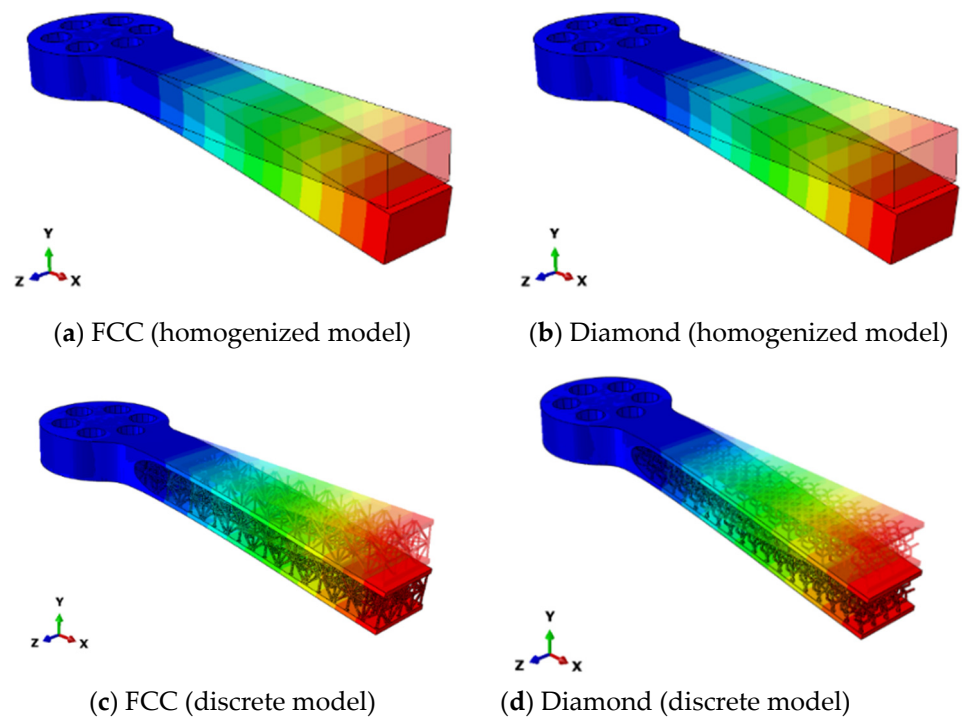 Y
Z X
Y
Z X
(a) FCC (homogenized model)
(b) Diamond (homogenized model)
Y
Z X
Y
Z X
(c) FCC (discrete model)
(d) Diamond (discrete model)